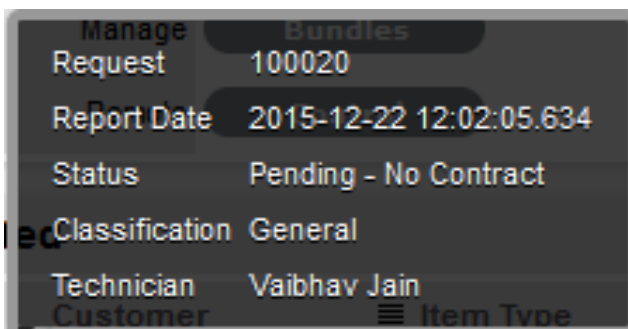 Manage Bundles
Request 100020
Report Date 2015-12-22 12:02:05.634
Status Pending - No Contract
Classification General
Technician Vaibhav Jain
Customer Item Type